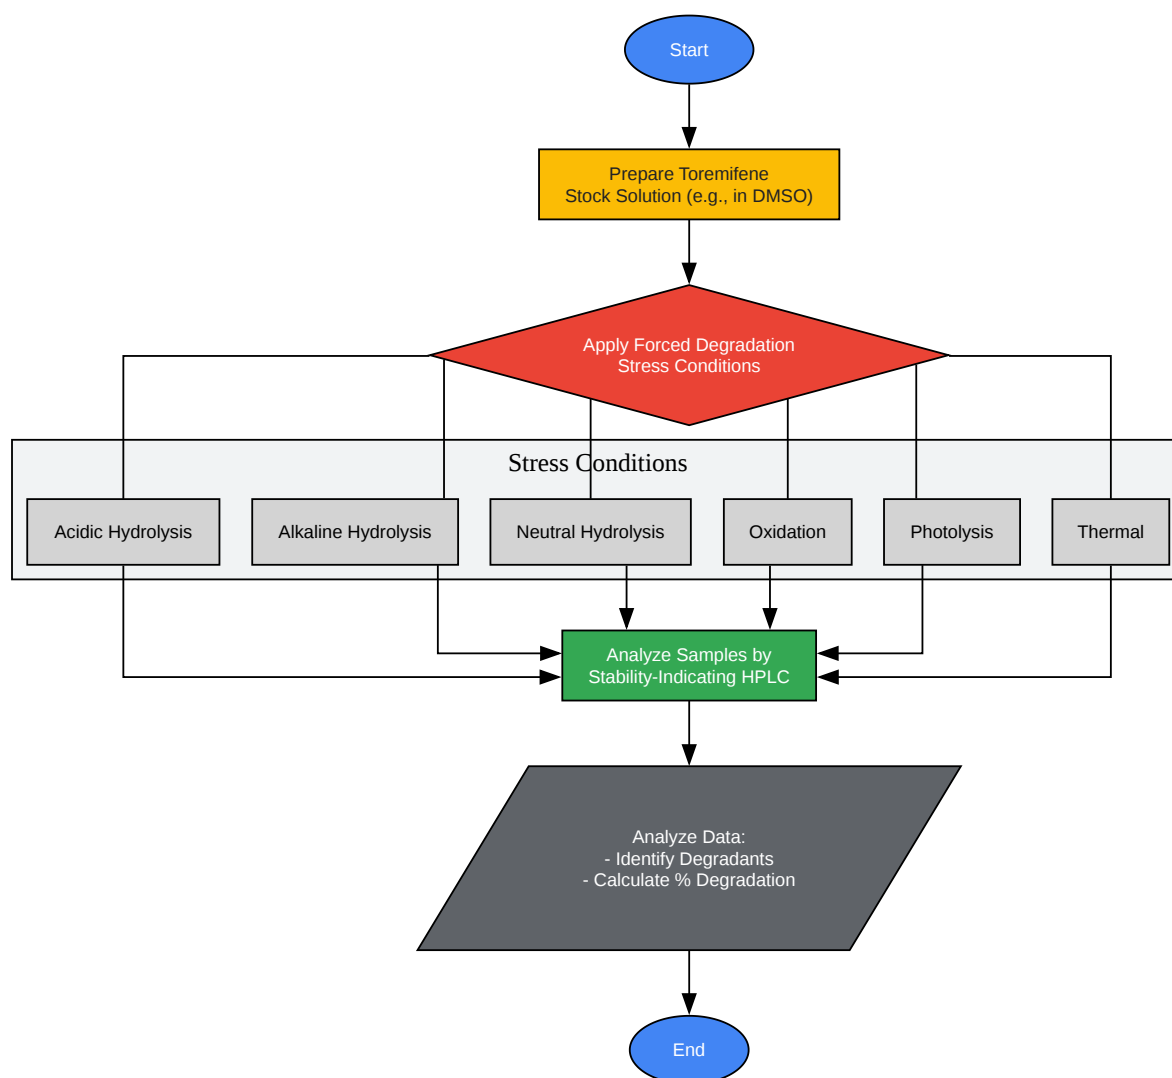 Start
Prepare Toremifene
Stock Solution (e.g., in DMSO)
Apply Forced Degradation
Stress Conditions
Stress Conditions
Acidic Hydrolysis
Alkaline Hydrolysis
Neutral Hydrolysis
Oxidation
Photolysis
Thermal
Analyze Samples by
Stability-Indicating HPLC
Analyze Data:
- Identify Degradants
- Calculate % Degradation
End